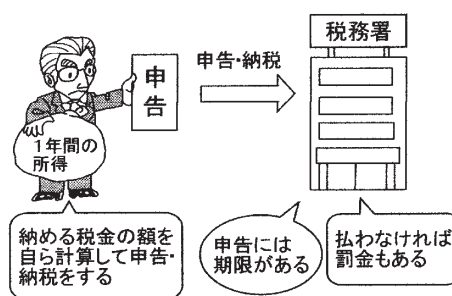 税務署
申告
申告・納税
1年間の
所得
納める税金の額を
自ら計算して申告・
納税をする
申告には
期限がある
払わなければ
罰金もある